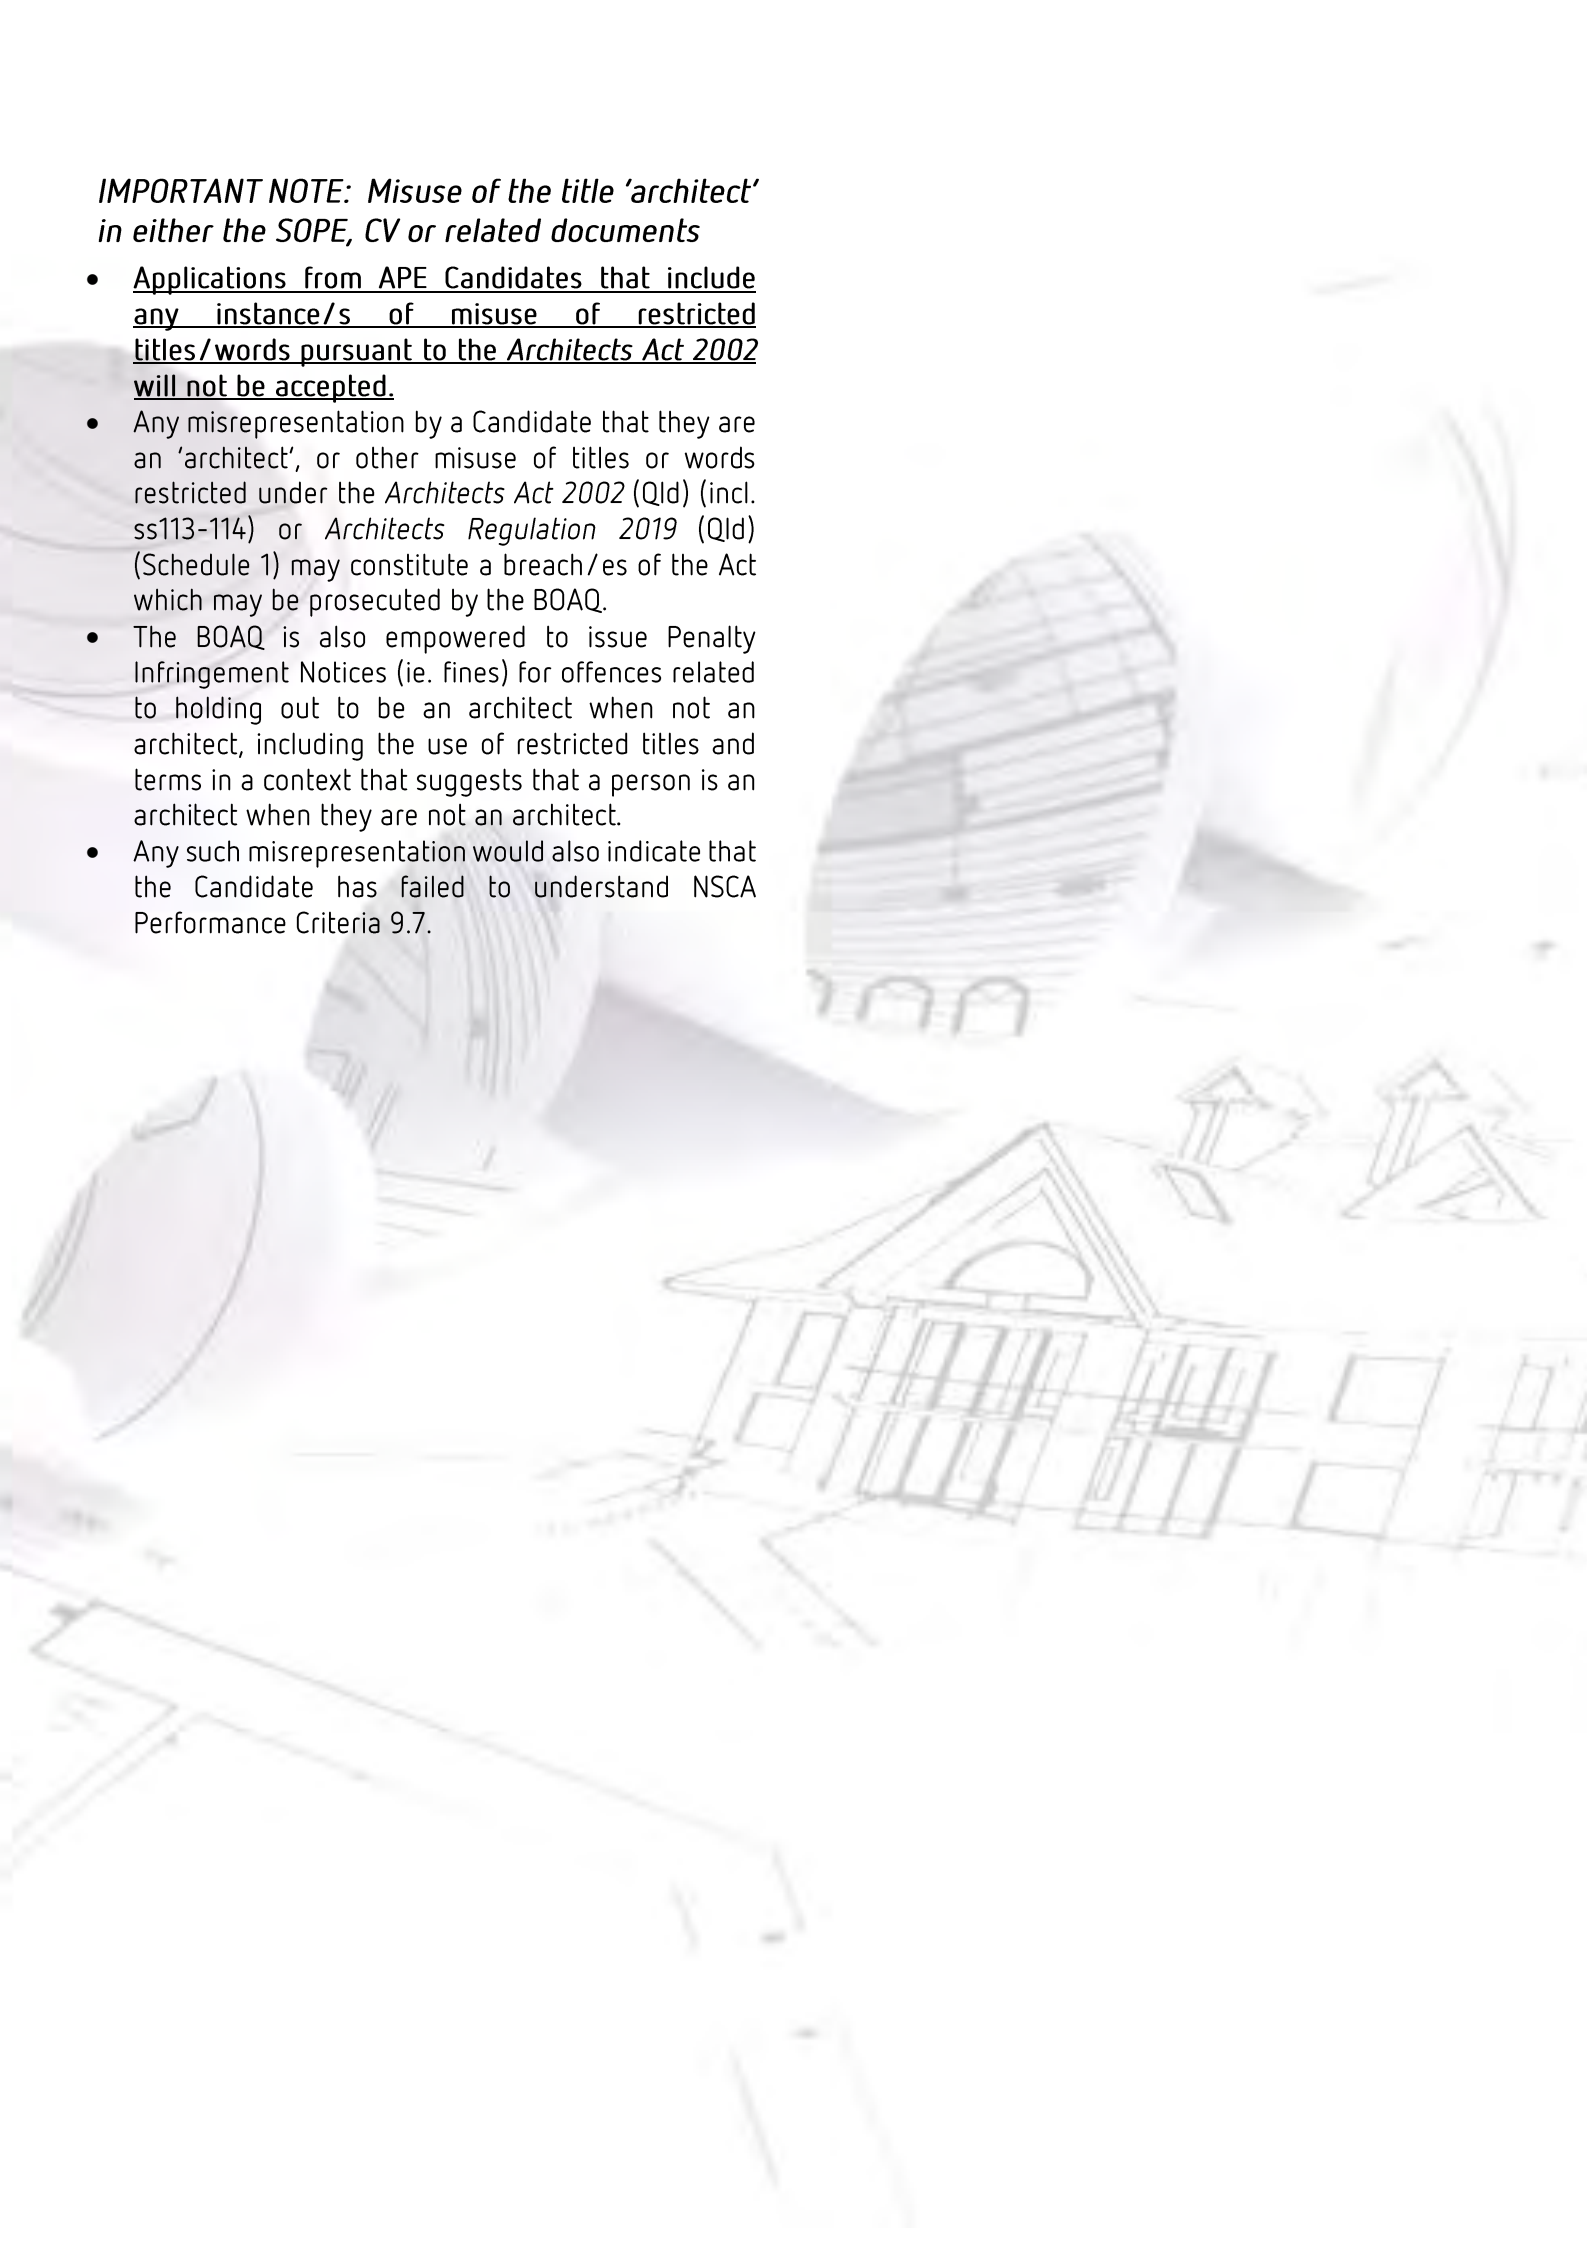 IMPORTANT NOTE: Misuse of the title ‘architect’
in either the SOPE, CV or related documents
• Applications from APE Candidates that include
any instance/s of misuse of restricted
titles/words pursuant to the Architects Act 2002
will not be accepted.
• Any misrepresentation by a Candidate that they are
an ‘architect’, or other misuse of titles or words
restricted under the Architects Act 2002 (Qld) (incl.
ss113-114) or Architects Regulation 2019 (Qld)
(Schedule 1) may constitute a breach/es of the Act
which may be prosecuted by the BOAQ.
• The BOAQ is also empowered to issue Penalty
Infringement Notices (ie. fines) for offences related
to holding out to be an architect when not an
architect, including the use of restricted titles and
terms in a context that suggests that a person is an
architect when they are not an architect.
• Any such misrepresentation would also indicate that
the Candidate has failed to understand NSCA
Performance Criteria 9.7.